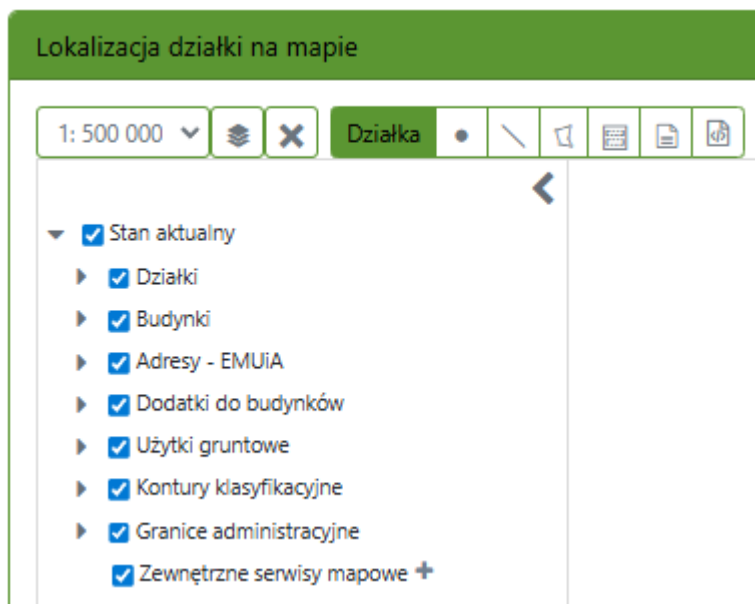 Lokalizacja działki na mapie
1: 500 000 Działka
Stan aktualny
Działki
Budynki
Adresy - EMUiA
Dodatki do budynków
Użytki gruntowe
Kontury klasyfikacyjne
Granice administracyjne
Zewnętrzne serwisy mapowe +